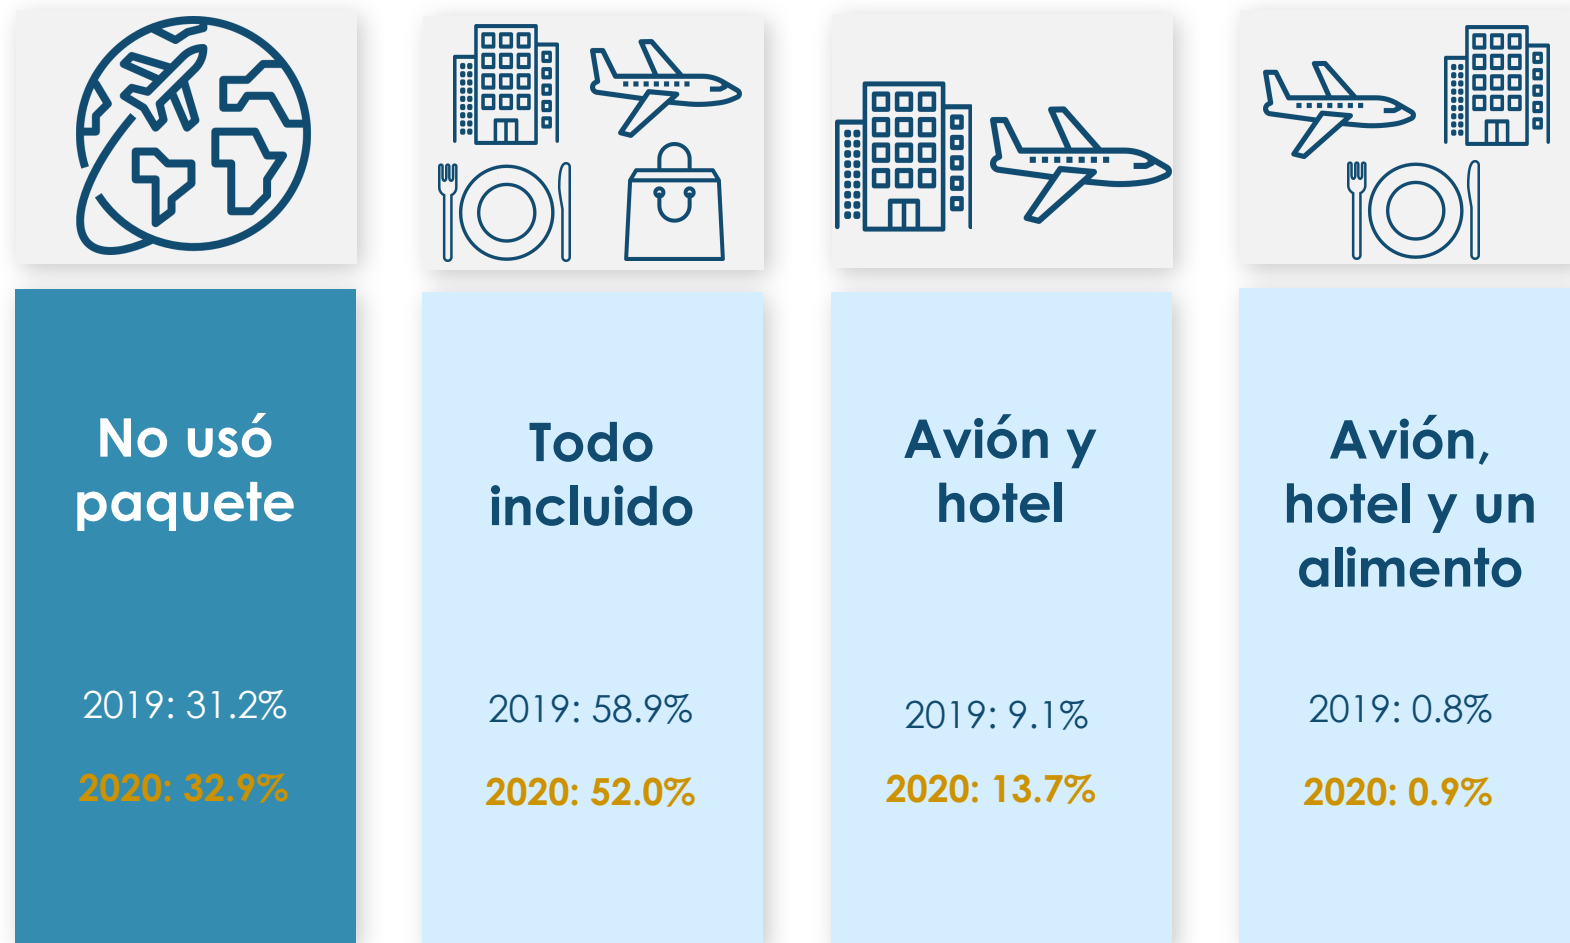 No usó
paquete
2019: 31.2%
2020: 32.9%
Todo
incluido
2019: 58.9%
2020: 52.0%
Avión y
hotel
2019: 9.1%
2020: 13.7%
Avión,
hotel y un
alimento
2019: 0.8%
2020: 0.9%